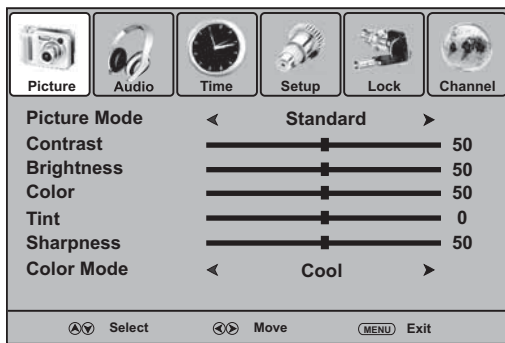 Picture Audio Time Setup Lock Channel
Picture Mode Standard
Contrast 50
Brightness 50
Color 50
Tint 0
Sharpness 50
Color Mode Cool
Select Move MENU Exit